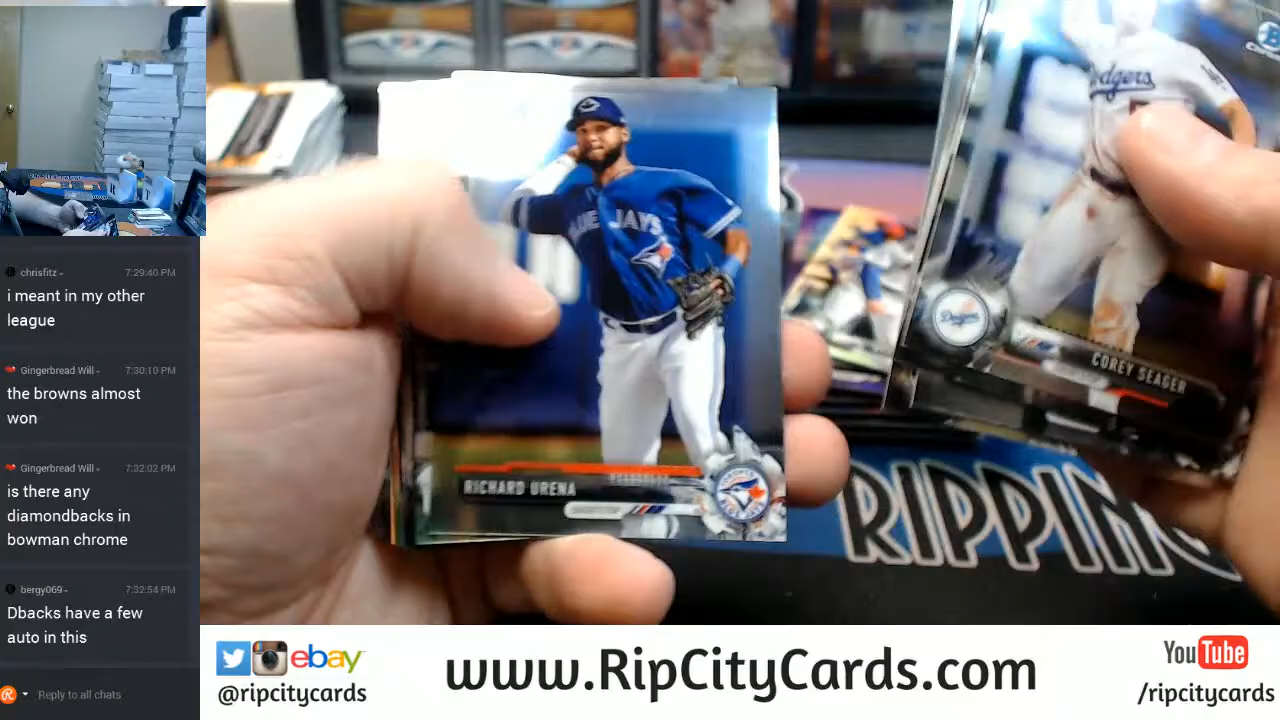 chrisfitz- 7:29:40 PM
i meant in my other
league
Gingerbread Will- 7:30:10 PM
the browns almost
won
Gingerbread Will- 7:32:02 PM
is there any
diamondbacks in
bowman chrome
bergy069- 7:32:54 PM
Dbacks have a few
auto in this
Reply to all chats
BLUE JAYS
RICHARD URENA
Dodgers
Dodgers
COREY SEAGER
RIPPING
ebay
@ripcitycards
www.RipCityCards.com
YouTube
/ripcitycards